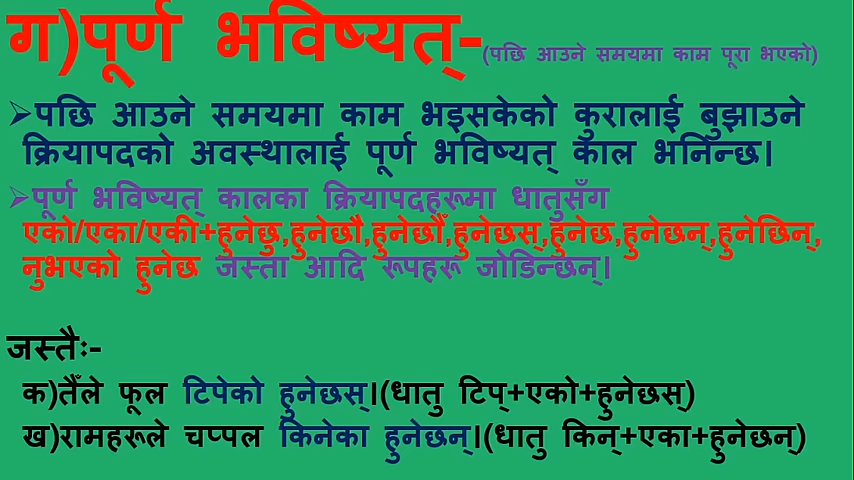 ग)पूर्ण भविष्यत्-(पछि आउने समयमा काम पूरा भएको)
➢पछि आउने समयमा काम भइसकेको कुरालाई बुझाउने
क्रियापदको अवस्थालाई पूर्ण भविष्यत् काल भनिन्छ।
➢पूर्ण भविष्यत् कालका क्रियापदहरूमा धातुसँग
एको/एका/एकी+हुनेछु,हुनेछौ,हुनेछौँ,हुनेछस्,हुनेछ,हुनेछन्,हुनेछिन्,
नुभएको हुनेछ जस्ता आदि रूपहरू जोडिन्छन्।
जस्तैः-
क)तैँले फूल टिपेको हुनेछस्।(धातु टिप्+एको+हुनेछस्)
ख)रामहरूले चप्पल किनेका हुनेछन्।(धातु किन्+एका+हुनेछन्)